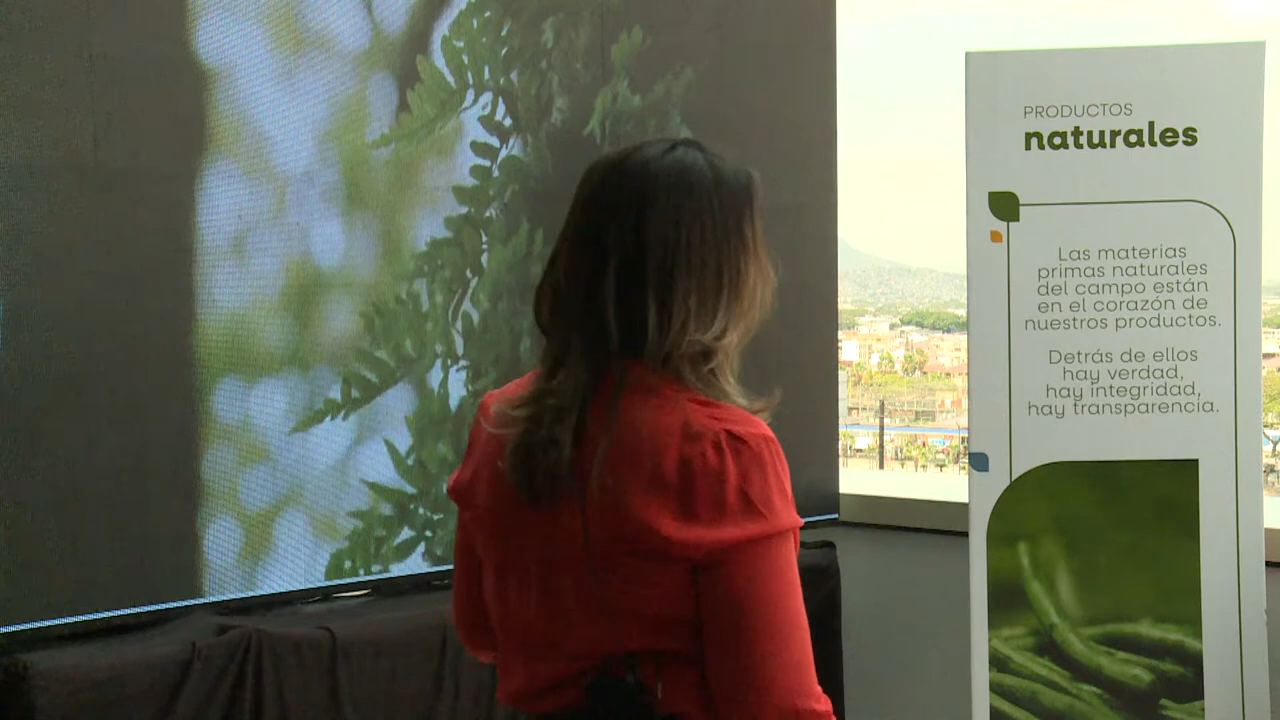 PRODUCTOS
naturales
Las materias
primas naturales
del campo están
en el corazón de
nuestros productos.
Detrás de ellos
hay verdad,
hay integridad,
hay transparencia.